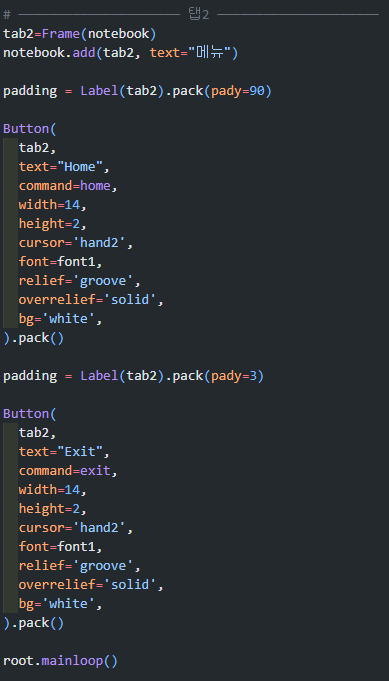 # ──────────────────── 탭2 ────────────────────
tab2=Frame(notebook)
notebook.add(tab2, text="메뉴")
padding = Label(tab2).pack(pady=90)
Button(
tab2,
text="Home",
command=home,
width=14,
height=2,
cursor='hand2',
font=font1,
relief='groove',
overrelief='solid',
bg='white',
).pack()
padding = Label(tab2).pack(pady=3)
Button(
tab2,
text="Exit",
command=exit,
width=14,
height=2,
cursor='hand2',
font=font1,
relief='groove',
overrelief='solid',
bg='white',
).pack()
root.mainloop()